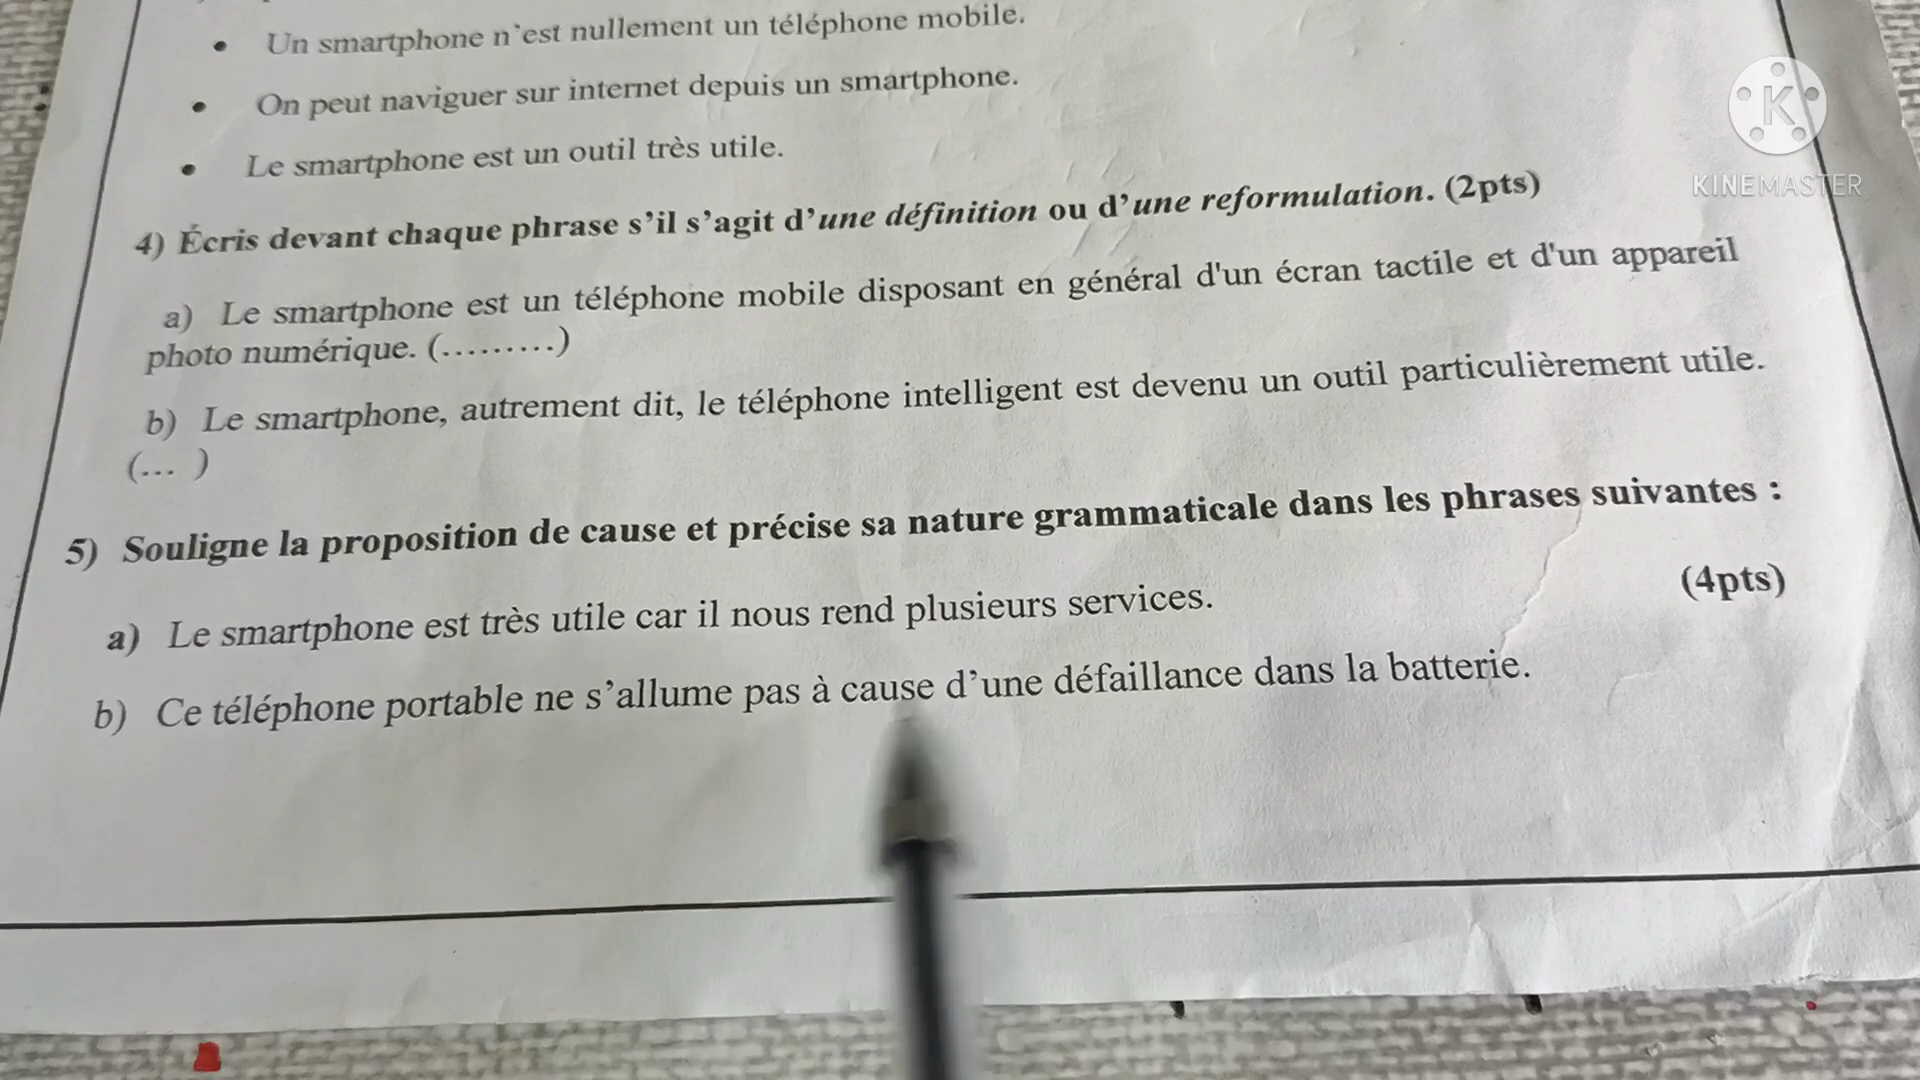 • Un smartphone n'est nullement un téléphone mobile.
• On peut naviguer sur internet depuis un smartphone.
• Le smartphone est un outil très utile.
KINEMASTER
4) Écris devant chaque phrase s'il s'agit d'une définition ou d'une reformulation. (2pts)
a) Le smartphone est un téléphone mobile disposant en général d'un écran tactile et d'un appareil
photo numérique. (.........)
b) Le smartphone, autrement dit, le téléphone intelligent est devenu un outil particulièrement utile.
(... )
5) Souligne la proposition de cause et précise sa nature grammaticale dans les phrases suivantes :
(4pts)
a) Le smartphone est très utile car il nous rend plusieurs services.
b) Ce téléphone portable ne s'allume pas à cause d'une défaillance dans la batterie.